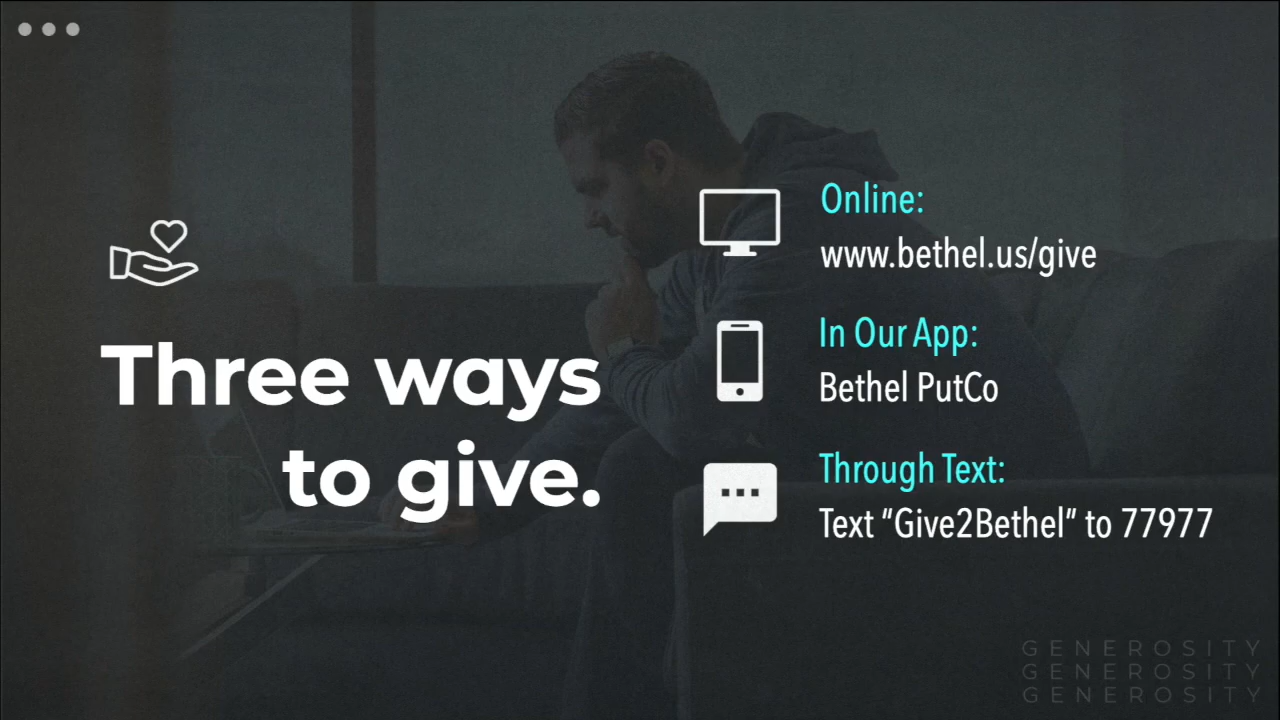 Three ways
to give.
Online:
www.bethel.us/give
In Our App:
Bethel PutCo
Through Text:
Text “Give2Bethel” to 77977
GENEROSITY
GENEROSITY
GENEROSITY